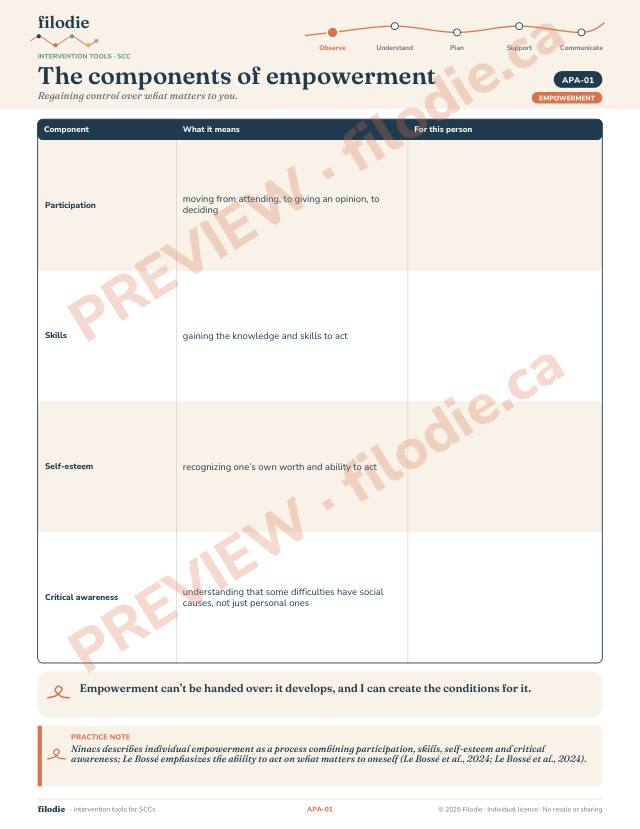 filodie
INTERVENTION TOOLS · SCC
Observe
Understand
Plan
Support
Communicate
The components of empowerment
Regaining control over what matters to you.
APA-01
EMPOWERMENT
Component
What it means
For this person
Participation
moving from attending, to giving an opinion, to
deciding
Skills
gaining the knowledge and skills to act
Self-esteem
recognizing one’s own worth and ability to act
Critical awareness
understanding that some difficulties have social
causes, not just personal ones
PREVIEW · filodie.ca
PREVIEW · filodie.ca
Empowerment can’t be handed over: it develops, and I can create the conditions for it.
PRACTICE NOTE
Ninacs describes individual empowerment as a process combining participation, skills, self-esteem and critical
awareness; Le Bossé emphasizes the ability to act on what matters to oneself (Le Bossé et al., 2024; Le Bossé et al., 2024).
filodie · intervention tools for SCCs
APA-01
© 2026 Filodie · Individual licence · No resale or sharing